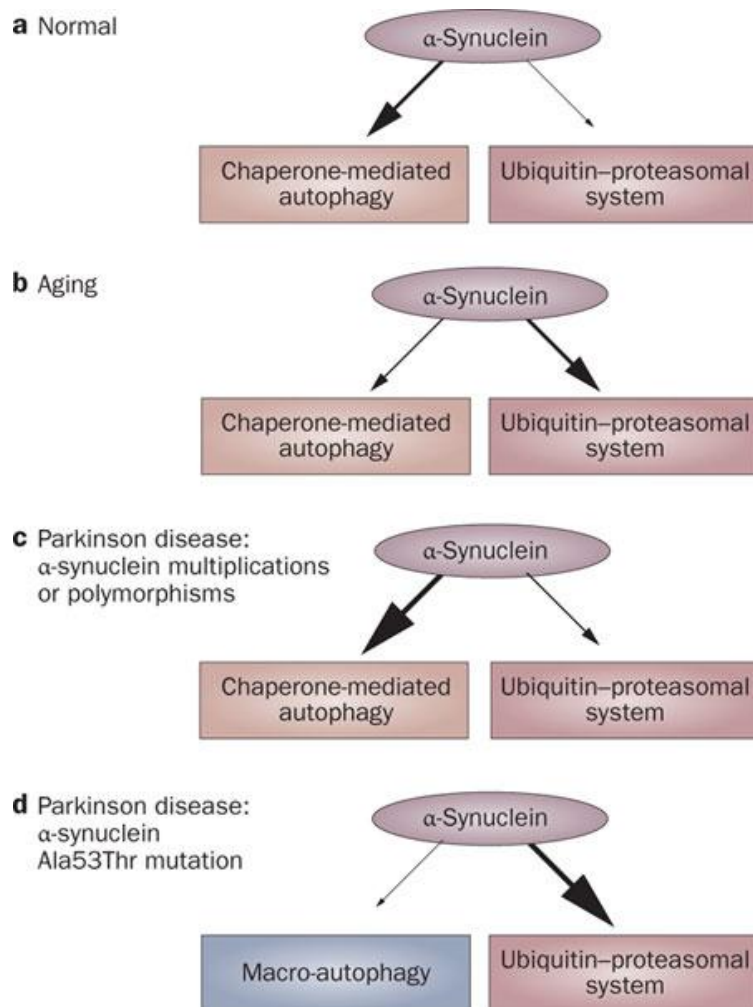 a Normal
α-Synuclein
Chaperone-mediated
autophagy
Ubiquitin–proteasomal
system
b Aging
α-Synuclein
Chaperone-mediated
autophagy
Ubiquitin–proteasomal
system
c Parkinson disease:
α-synuclein multiplications
or polymorphisms
α-Synuclein
Chaperone-mediated
autophagy
Ubiquitin–proteasomal
system
d Parkinson disease:
α-synuclein
Ala53Thr mutation
α-Synuclein
Macro-autophagy
Ubiquitin–proteasomal
system